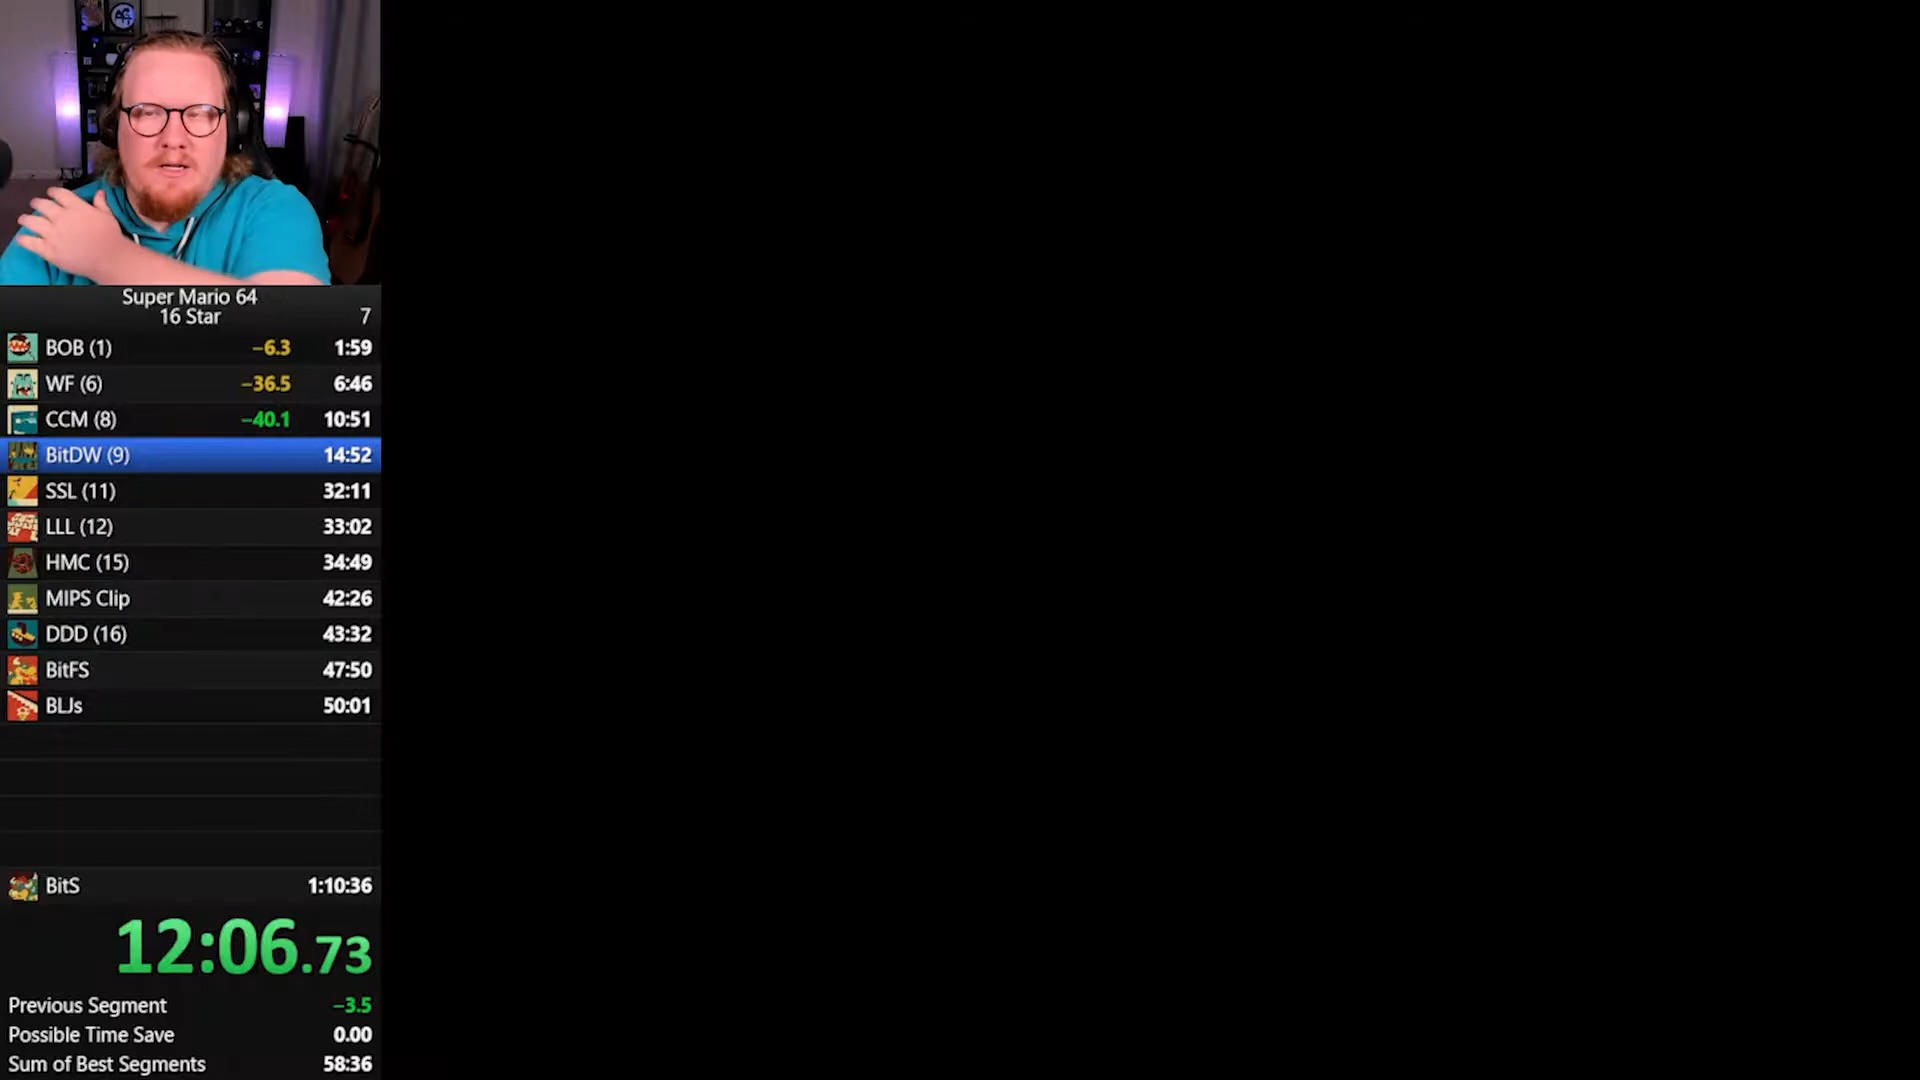 Super Mario 64
16 Star 7
BOB (1) −6.3 1:59
WF (6) −36.5 6:46
CCM (8) −40.1 10:51
BitDW (9) 14:52
SSL (11) 32:11
LLL (12) 33:02
HMC (15) 34:49
MIPS Clip 42:26
DDD (16) 43:32
BitFS 47:50
BLJs 50:01
BitS 1:10:36
12:06.73
Previous Segment −3.5
Possible Time Save 0.00
Sum of Best Segments 58:36